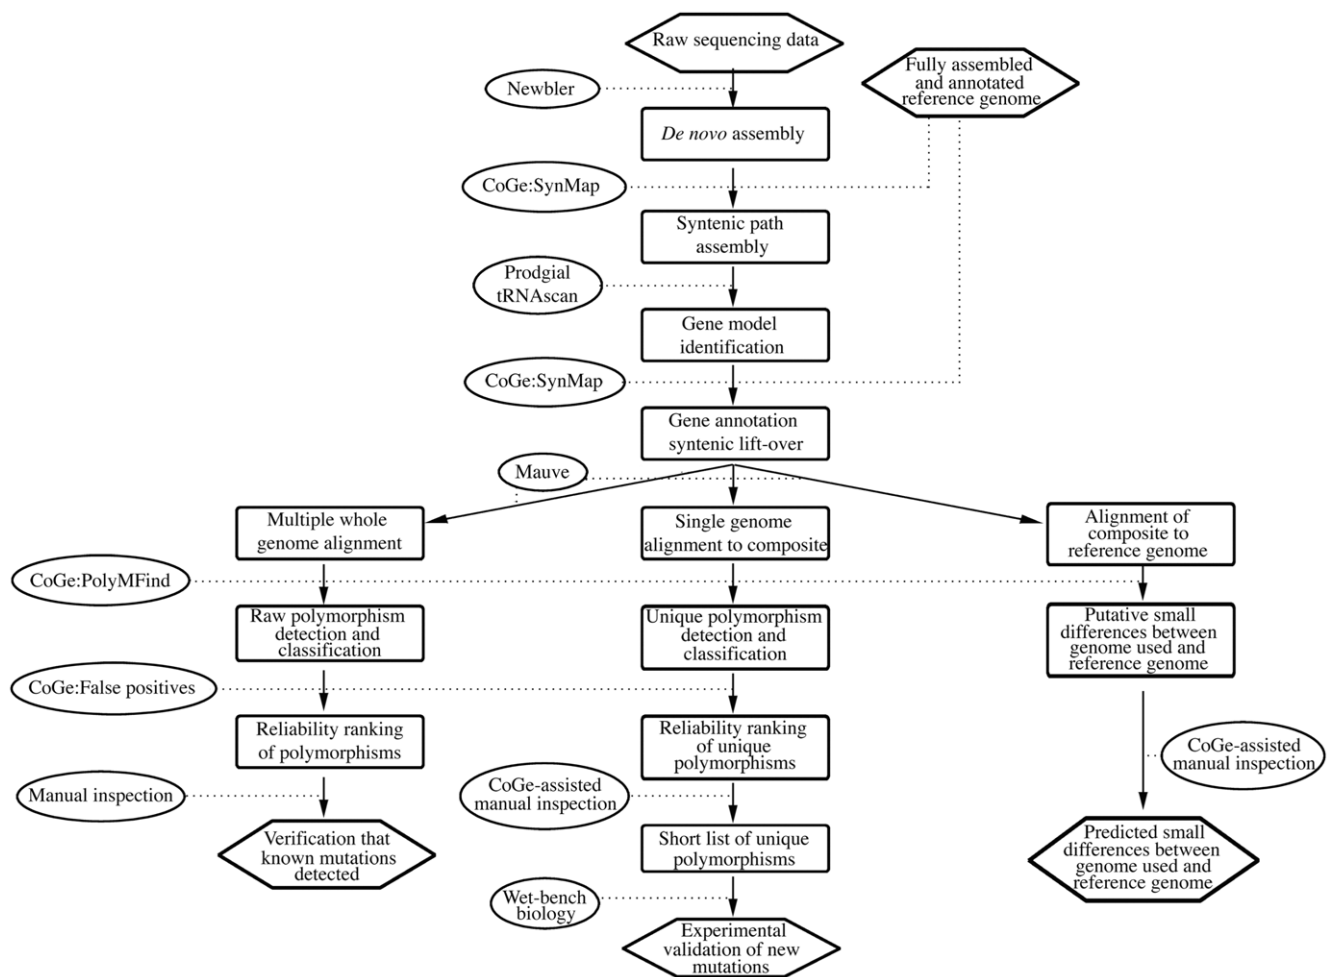 Raw sequencing data
Fully assembled
and annotated
reference genome
Newbler
De novo assembly
CoGe:SynMap
Syntenic path
assembly
Prodgial
tRNAscan
Gene model
identification
CoGe:SynMap
Gene annotation
syntenic lift-over
Mauve
Multiple whole
genome alignment
Single genome
alignment to composite
Alignment of
composite to
reference genome
CoGe:PolyMFind
Raw polymorphism
detection and
classification
Unique polymorphism
detection and
classification
Putative small
differences between
genome used and
reference genome
CoGe:False positives
Reliability ranking
of polymorphisms
Reliability ranking
of unique
polymorphisms
CoGe-assisted
manual inspection
Manual inspection
CoGe-assisted
manual inspection
Verification that
known mutations
detected
Short list of unique
polymorphisms
Predicted small
differences between
genome used and
reference genome
Wet-bench
biology
Experimental
validation of new
mutations